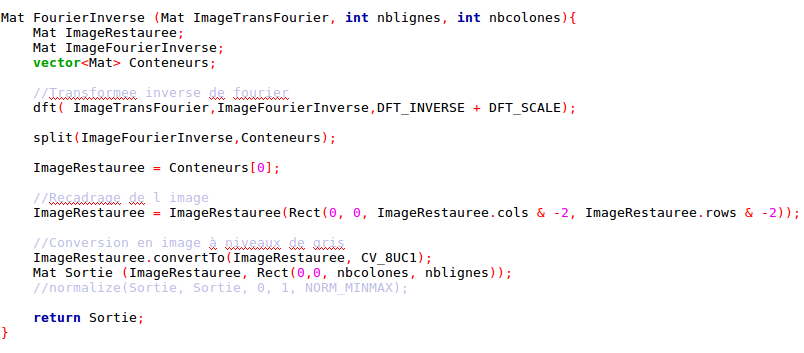 Mat FourierInverse (Mat ImageTransFourier, int nblignes, int nbcolones){
    Mat ImageRestauree;
    Mat ImageFourierInverse;
    vector<Mat> Conteneurs;

    //Transformee inverse de fourier
    dft( ImageTransFourier,ImageFourierInverse,DFT_INVERSE + DFT_SCALE);

    split(ImageFourierInverse,Conteneurs);

    ImageRestauree = Conteneurs[0];

    //Recadrage de l image
    ImageRestauree = ImageRestauree(Rect(0, 0, ImageRestauree.cols & -2, ImageRestauree.rows & -2));

    //Conversion en image à niveaux de gris
    ImageRestauree.convertTo(ImageRestauree, CV_8UC1);
    Mat Sortie (ImageRestauree, Rect(0,0, nbcolones, nblignes));
    //normalize(Sortie, Sortie, 0, 1, NORM_MINMAX);

    return Sortie;
}